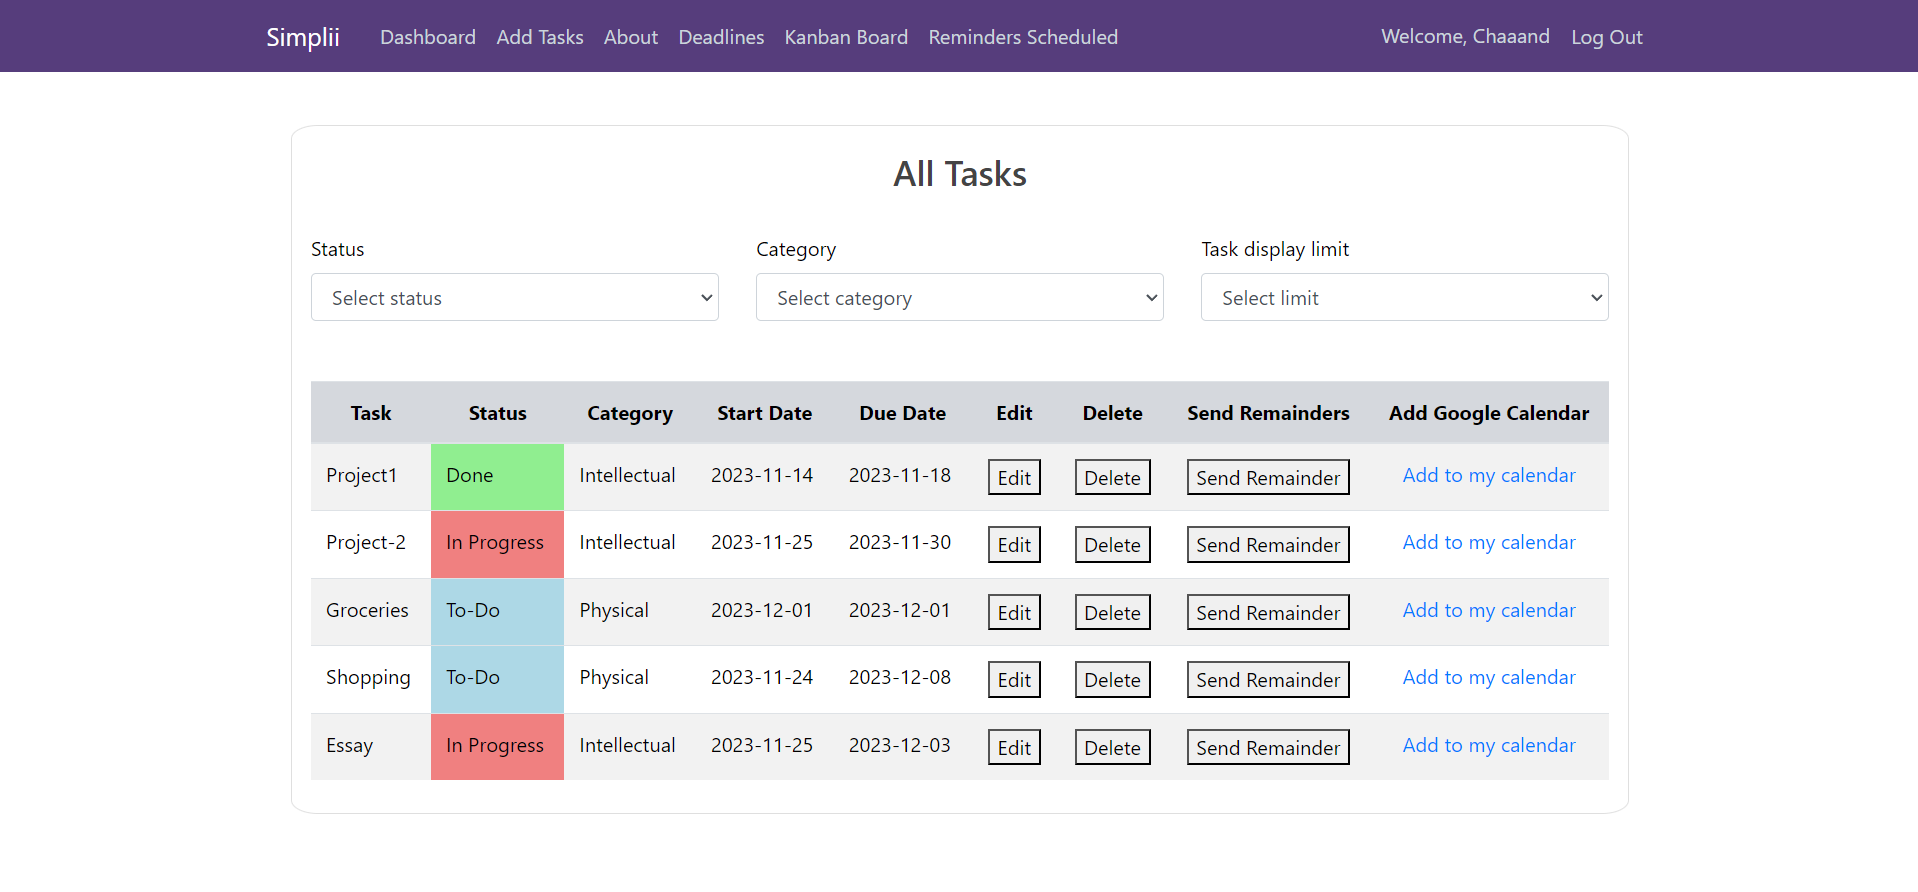 Simplii Dashboard Add Tasks About Deadlines Kanban Board Reminders Scheduled Welcome, Chaaand Log Out
All Tasks
Status Category Task display limit
Select status Select category Select limit
Task Status Category Start Date Due Date Edit Delete Send Remainders Add Google Calendar
Project1 Done Intellectual 2023-11-14 2023-11-18 Edit Delete Send Remainder Add to my calendar
Project-2 In Progress Intellectual 2023-11-25 2023-11-30 Edit Delete Send Remainder Add to my calendar
Groceries To-Do Physical 2023-12-01 2023-12-01 Edit Delete Send Remainder Add to my calendar
Shopping To-Do Physical 2023-11-24 2023-12-08 Edit Delete Send Remainder Add to my calendar
Essay In Progress Intellectual 2023-11-25 2023-12-03 Edit Delete Send Remainder Add to my calendar